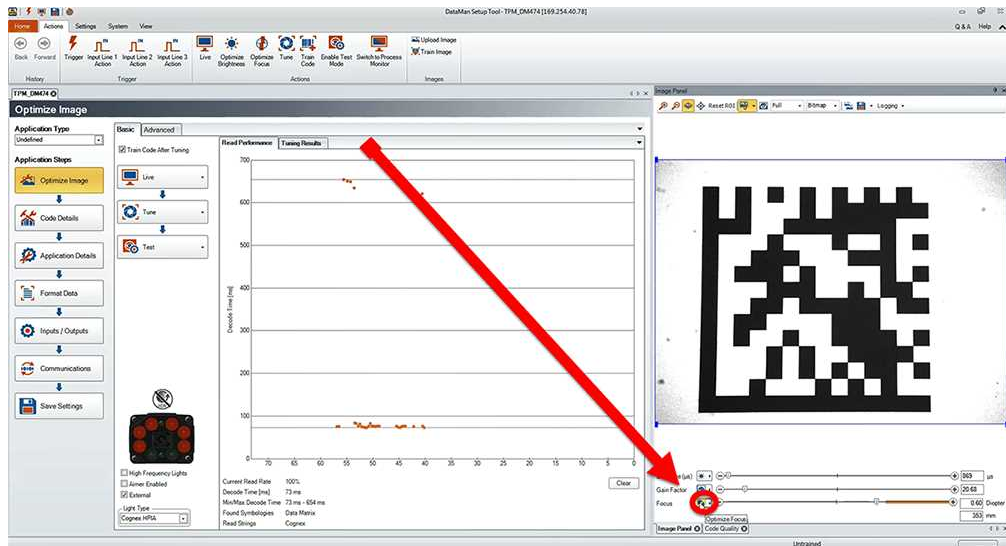 DataMan Setup Tool - TPM_DM474 [169.254.40.78]
Home Actions Settings System View Q & A Help
Back Forward Trigger Input Line 1 Action Input Line 2 Action Input Line 3 Action Live Optimize Brightness Optimize Focus Tune Train Code Enable Test Mode Switch to Process Monitor Upload Image Train Image
History Trigger Actions Images
TPM_DM474
Optimize Image
Application Type
Undefined
Application Steps
Optimize Image
Code Details
Application Details
Format Data
Inputs / Outputs
Communications
Save Settings
Basic Advanced
Train Code After Tuning
Live
Tune
Test
High Frequency Lights
Aimer Enabled
External
Light Type
Cognex HPIA
Read Performance Tuning Results
Decode Time [ms]
700
600
500
400
300
200
100
0
70 65 60 55 50 45 40 35 30 25 20 15 10 5 0
Current Read Rate 100%
Decode Time [ms] 73 ms
Min/Max Decode Time 73 ms - 654 ms
Found Symbologies Data Matrix
Read Strings Cognex
Clear
Image Panel
Reset ROI Full Bitmap Logging
(µs) 869 µs
Gain Factor 20.68
Focus 0.60 Diopter
353 mm
Optimize Focus
Image Panel Code Quality
Untrained